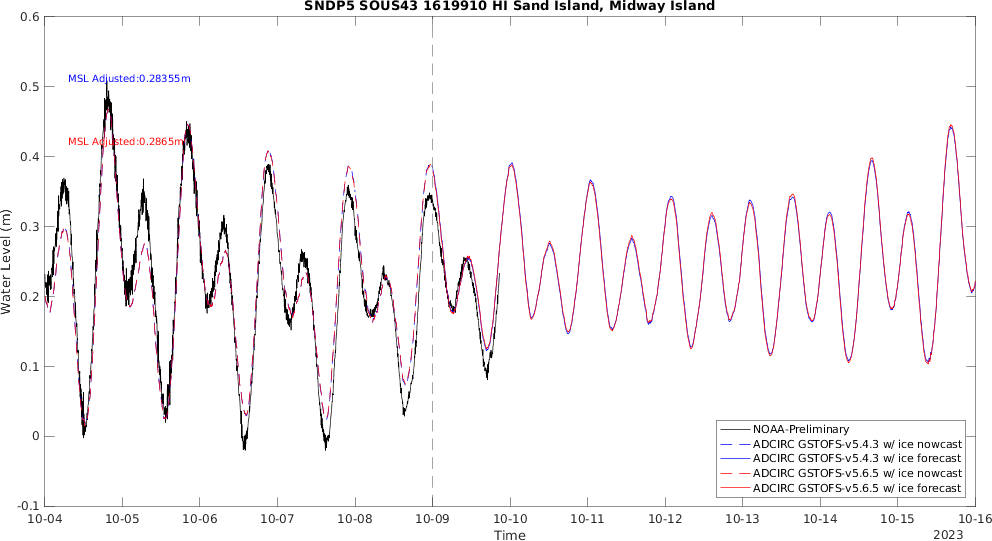 SNDP5 SOUS43 1619910 HI Sand Island, Midway Island
0.6
0.5
0.4
0.3
0.2
0.1
0
-0.1
Water Level (m)
MSL Adjusted:0.28355m
MSL Adjusted:0.2865m
NOAA-Preliminary
ADCIRC GSTOFS-v5.4.3 w/ ice nowcast
ADCIRC GSTOFS-v5.4.3 w/ ice forecast
ADCIRC GSTOFS-v5.6.5 w/ ice nowcast
ADCIRC GSTOFS-v5.6.5 w/ ice forecast
10-04 10-05 10-06 10-07 10-08 10-09 10-10 10-11 10-12 10-13 10-14 10-15 10-16
Time
2023